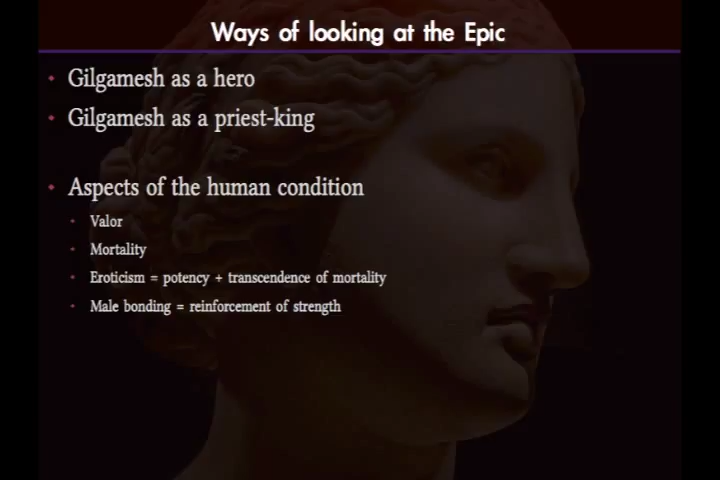 Ways of looking at the Epic
Gilgamesh as a hero
Gilgamesh as a priest-king
Aspects of the human condition
Valor
Mortality
Eroticism = potency + transcendence of mortality
Male bonding = reinforcement of strength